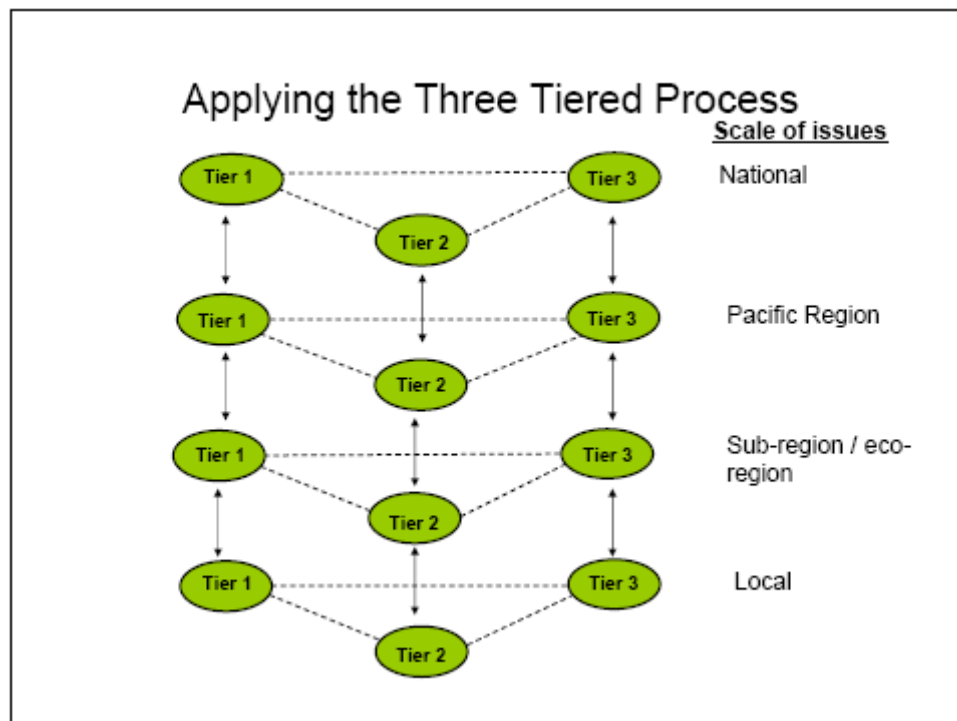 Applying the Three Tiered Process
Scale of issues
Tier 1
Tier 3
National
Tier 2
Tier 1
Tier 3
Pacific Region
Tier 2
Tier 1
Tier 3
Sub-region / eco-
region
Tier 2
Tier 1
Tier 3
Local
Tier 2